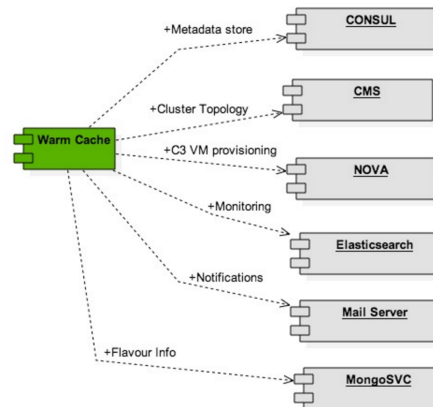 CONSUL
+Metadata store
CMS
+Cluster Topology
Warm Cache
+C3 VM provisioning
NOVA
+Monitoring
Elasticsearch
+Notifications
Mail Server
+Flavour Info
MongoSVC